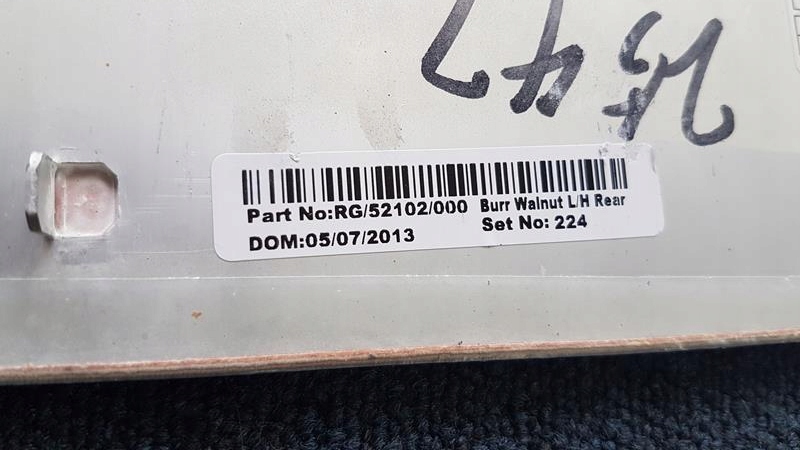 Part No:RG/52102/000 Burr Walnut L/H Rear
DOM:05/07/2013 Set No: 224